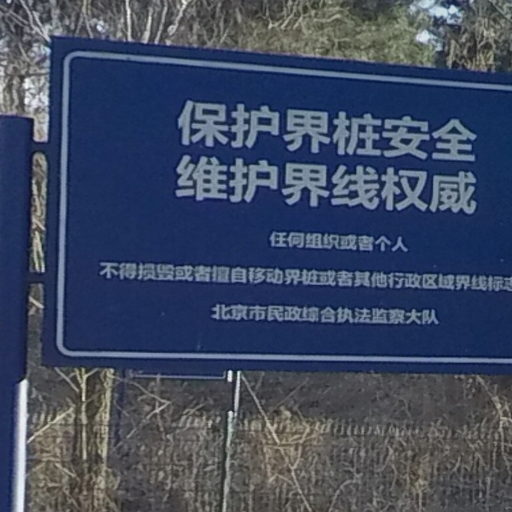 保护界桩安全
维护界线权威
任何组织或者个人
不得损毁或者擅自移动界桩或者其他行政区域界线标志
北京市民政综合执法监察大队